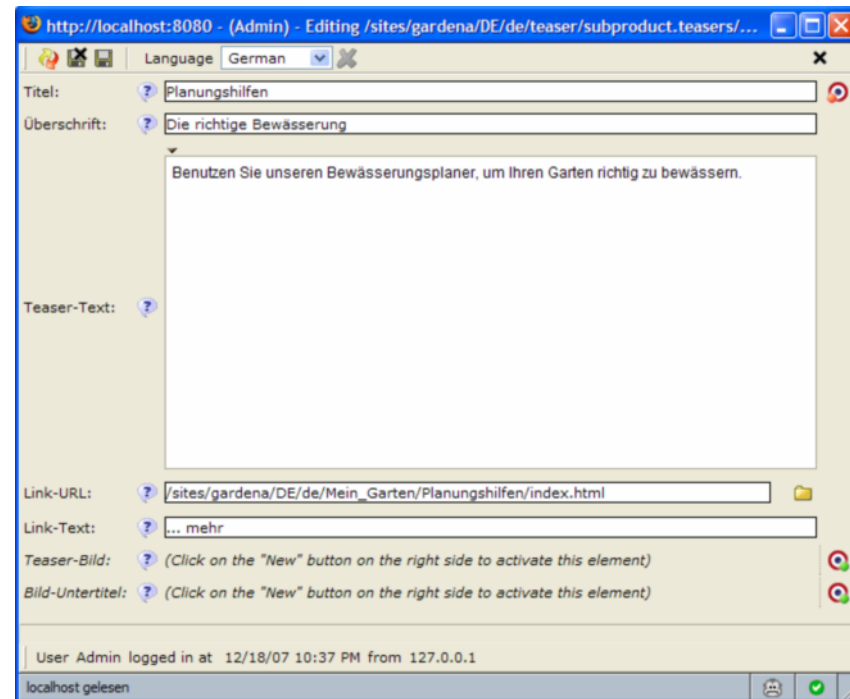 http://localhost:8080 - (Admin) - Editing /sites/gardena/DE/de/teaser/subproduct.teasers/...
Language German
Titel: Planungshilfen
Überschrift: Die richtige Bewässerung
Benutzen Sie unseren Bewässerungsplaner, um Ihren Garten richtig zu bewässern.
Teaser-Text:
Link-URL: /sites/gardena/DE/de/Mein_Garten/Planungshilfen/index.html
Link-Text: ... mehr
Teaser-Bild: (Click on the "New" button on the right side to activate this element)
Bild-Untertitel: (Click on the "New" button on the right side to activate this element)
User Admin logged in at 12/18/07 10:37 PM from 127.0.0.1
localhost gelesen